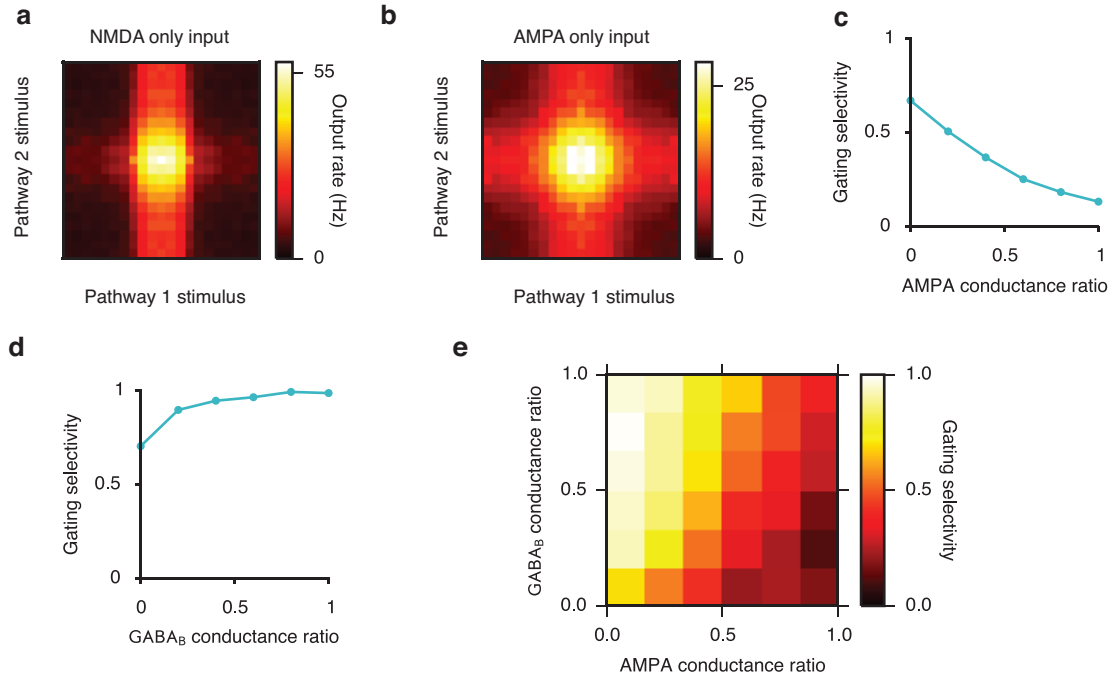 a
NMDA only input
Pathway 2 stimulus
55
0
Output rate (Hz)
Pathway 1 stimulus
b
AMPA only input
Pathway 2 stimulus
25
0
Output rate (Hz)
Pathway 1 stimulus
c
Gating selectivity
1
0.5
0
0
0.5
1
AMPA conductance ratio
d
Gating selectivity
1
0.5
0
0
0.5
1
GABA_B conductance ratio
e
GABA_B conductance ratio
1.0
0.5
0.0
0.0
0.5
1.0
AMPA conductance ratio
1.0
0.5
0.0
Gating selectivity